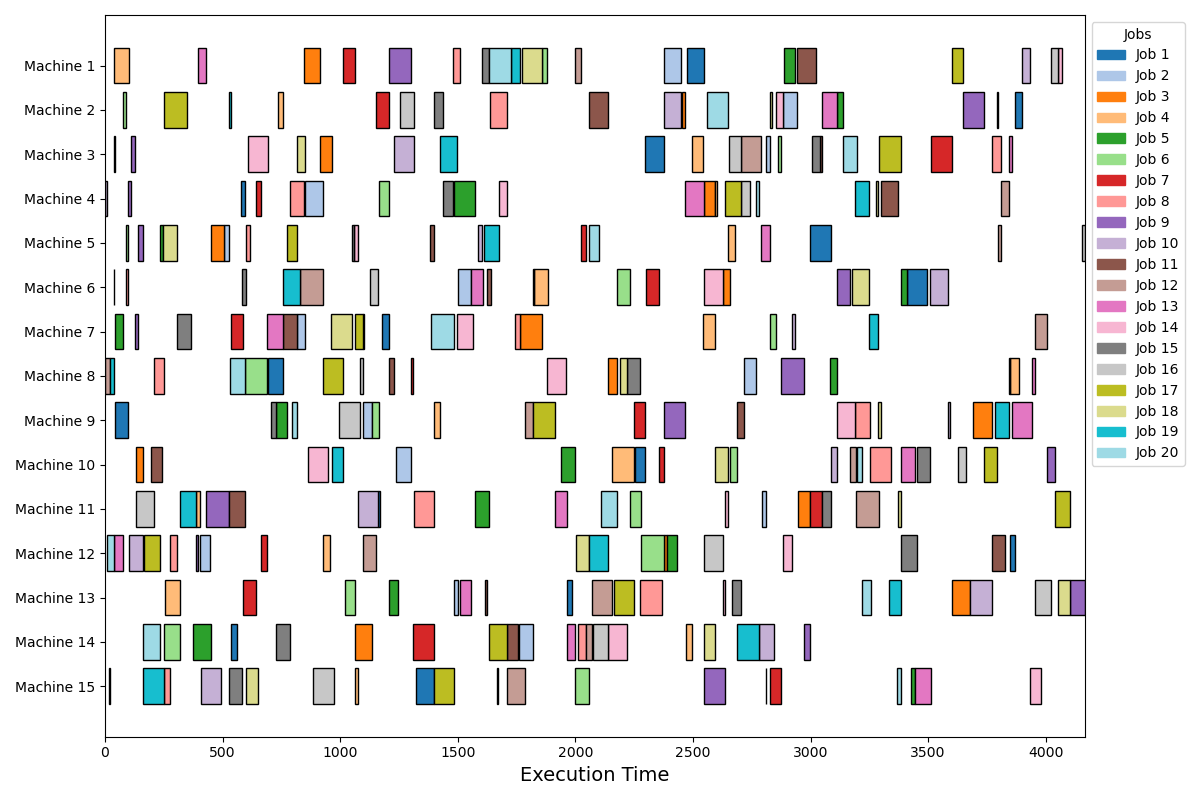 Machine 1
Machine 2
Machine 3
Machine 4
Machine 5
Machine 6
Machine 7
Machine 8
Machine 9
Machine 10
Machine 11
Machine 12
Machine 13
Machine 14
Machine 15
0 500 1000 1500 2000 2500 3000 3500 4000
Execution Time
Jobs
Job 1
Job 2
Job 3
Job 4
Job 5
Job 6
Job 7
Job 8
Job 9
Job 10
Job 11
Job 12
Job 13
Job 14
Job 15
Job 16
Job 17
Job 18
Job 19
Job 20